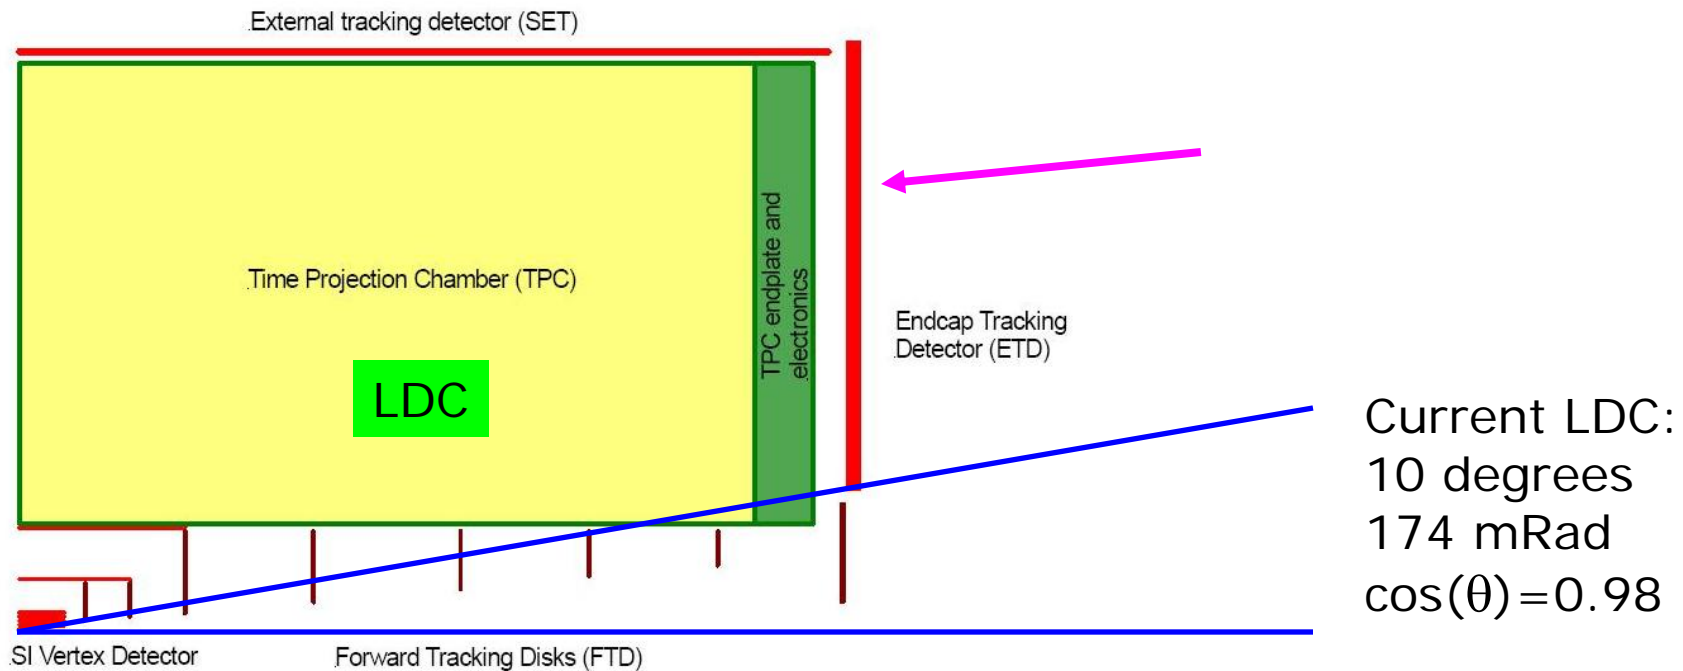 External tracking detector (SET)
Time Projection Chamber (TPC)
TPC endplate and
electronics
LDC
Endcap Tracking
Detector (ETD)
Current LDC:
10 degrees
174 mRad
cos(θ)=0.98
SI Vertex Detector
Forward Tracking Disks (FTD)